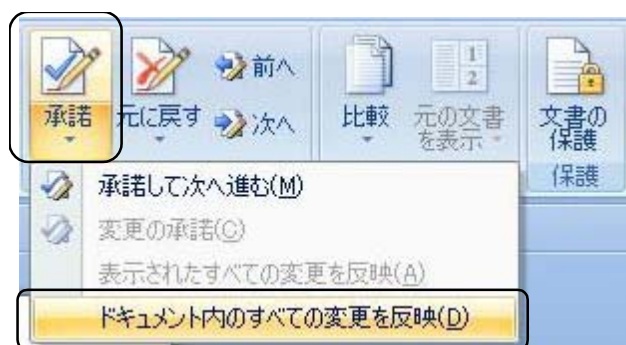 承諾
元に戻す
前へ
次へ
比較
1
2
元の文書
を表示
文書の
保護
保護
承諾して次へ進む(M)
変更の承諾(C)
表示されたすべての変更を反映(A)
ドキュメント内のすべての変更を反映(D)